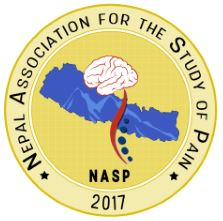 NEPAL ASSOCIATION FOR THE STUDY OF PAIN
NASP
2017